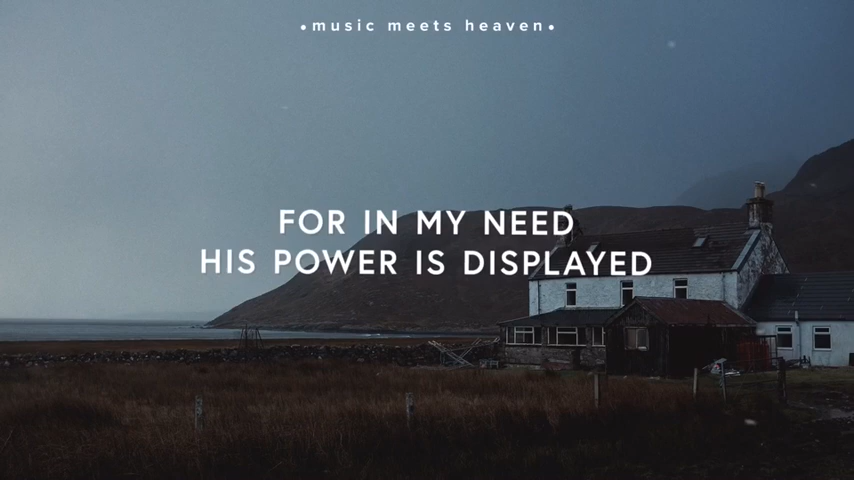 •music meets heaven•
FOR IN MY NEED
HIS POWER IS DISPLAYED